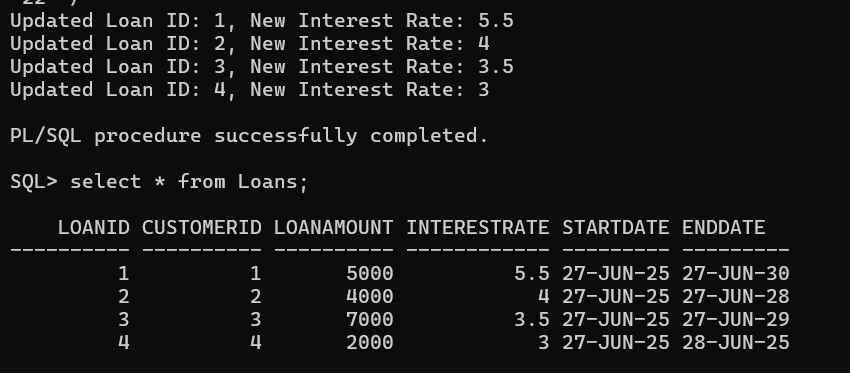 22  /
Updated Loan ID: 1, New Interest Rate: 5.5
Updated Loan ID: 2, New Interest Rate: 4
Updated Loan ID: 3, New Interest Rate: 3.5
Updated Loan ID: 4, New Interest Rate: 3

PL/SQL procedure successfully completed.

SQL> select * from Loans;

    LOANID CUSTOMERID LOANAMOUNT INTERESTRATE STARTDATE ENDDATE
---------- ---------- ---------- ------------ --------- ---------
         1          1       5000          5.5 27-JUN-25 27-JUN-30
         2          2       4000            4 27-JUN-25 27-JUN-28
         3          3       7000          3.5 27-JUN-25 27-JUN-29
         4          4       2000            3 27-JUN-25 28-JUN-25